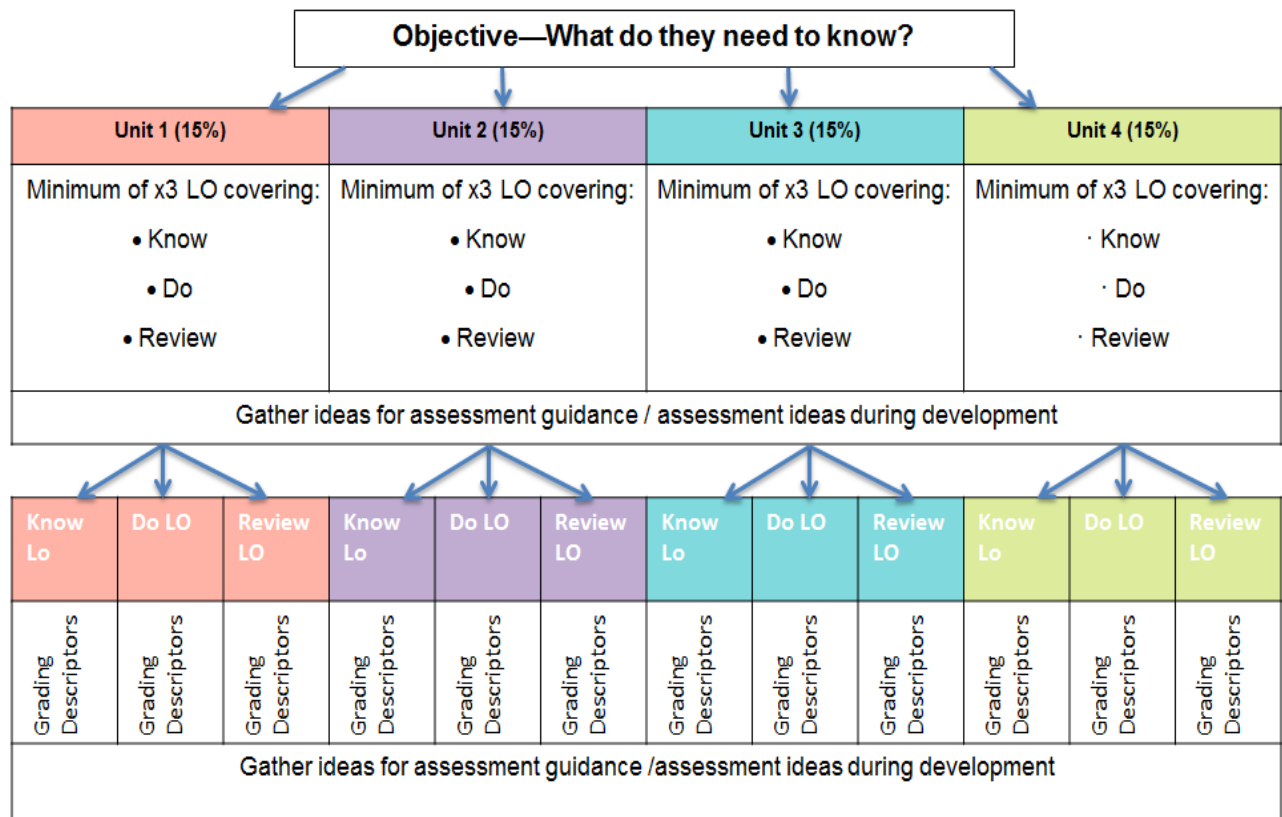 Objective—What do they need to know?
Unit 1 (15%)
Unit 2 (15%)
Unit 3 (15%)
Unit 4 (15%)
Minimum of x3 LO covering:
• Know
• Do
• Review
Minimum of x3 LO covering:
• Know
• Do
• Review
Minimum of x3 LO covering:
• Know
• Do
• Review
Minimum of x3 LO covering:
· Know
· Do
· Review
Gather ideas for assessment guidance / assessment ideas during development
Know
Lo
Do LO
Review
LO
Know
Lo
Do LO
Review
LO
Know
Lo
Do LO
Review
LO
Know
Lo
Do LO
Review
LO
Grading
Descriptors
Grading
Descriptors
Grading
Descriptors
Grading
Descriptors
Grading
Descriptors
Grading
Descriptors
Grading
Descriptors
Grading
Descriptors
Grading
Descriptors
Grading
Descriptors
Grading
Descriptors
Grading
Descriptors
Gather ideas for assessment guidance /assessment ideas during development